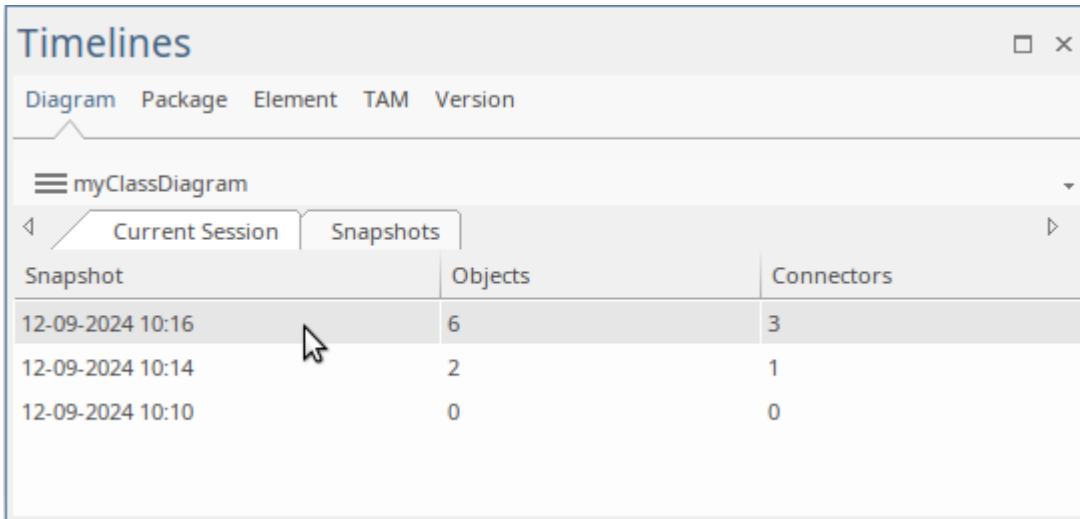 Timelines
Diagram Package Element TAM Version
myClassDiagram
Current Session Snapshots
Snapshot Objects Connectors
12-09-2024 10:16 6 3
12-09-2024 10:14 2 1
12-09-2024 10:10 0 0